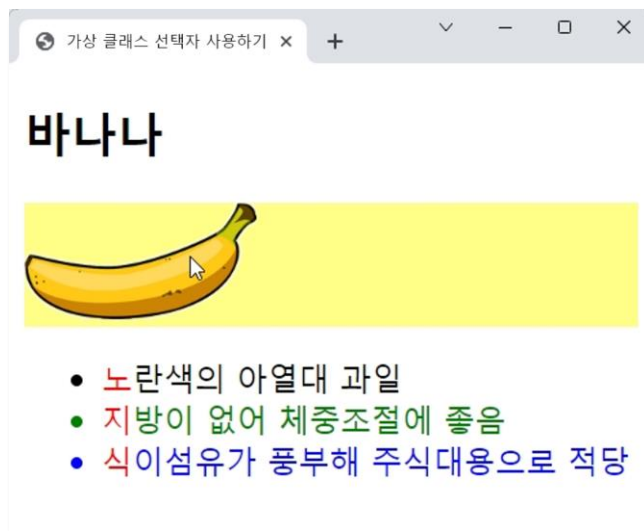 가상 클래스 선택자 사용하기
바나나
노란색의 아열대 과일
지방이 없어 체중조절에 좋음
식이섬유가 풍부해 주식대용으로 적당